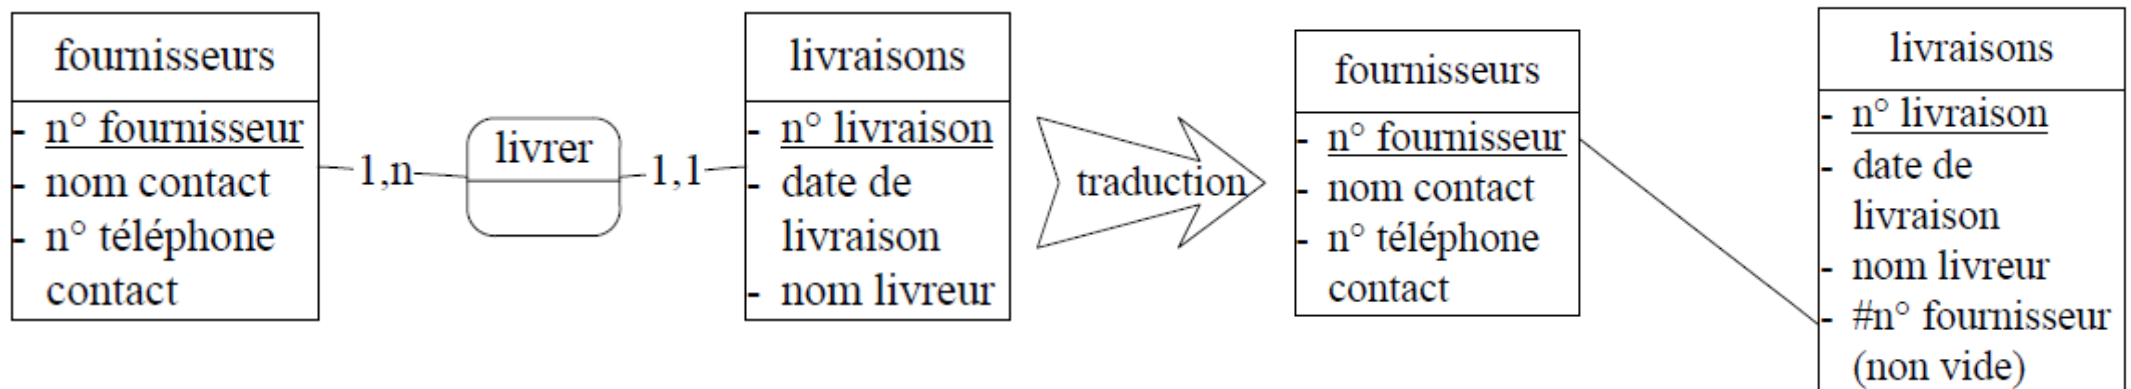 fournisseurs
- n° fournisseur
- nom contact
- n° téléphone
contact
1,n
livrer
1,1
livraisons
- n° livraison
- date de
livraison
- nom livreur
traduction
fournisseurs
- n° fournisseur
- nom contact
- n° téléphone
contact
livraisons
- n° livraison
- date de
livraison
- nom livreur
- #n° fournisseur
(non vide)